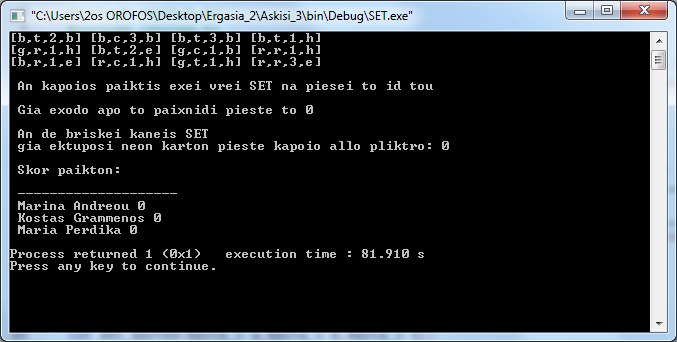 "C:\Users\2os OROFOS\Desktop\Ergasia_2\Askisi_3\bin\Debug\SET.exe"
[b,t,2,b] [b,c,3,b] [b,t,3,b] [b,t,1,h]
[g,r,1,h] [b,t,2,e] [g,c,1,b] [r,r,1,h]
[b,r,1,e] [r,c,1,h] [g,t,1,h] [r,r,3,e]
An kapoios paiktis exei vrei SET na piesei to id tou
Gia exodo apo to paixnidi pieste to 0
An de briskei kaneis SET
gia ektuposi neon karton pieste kapoio allo pliktro: 0
Skor paikton:
--------------------
Marina Andreou 0
Kostas Grammenos 0
Maria Perdika 0
Process returned 1 (0x1)   execution time : 81.910 s
Press any key to continue.